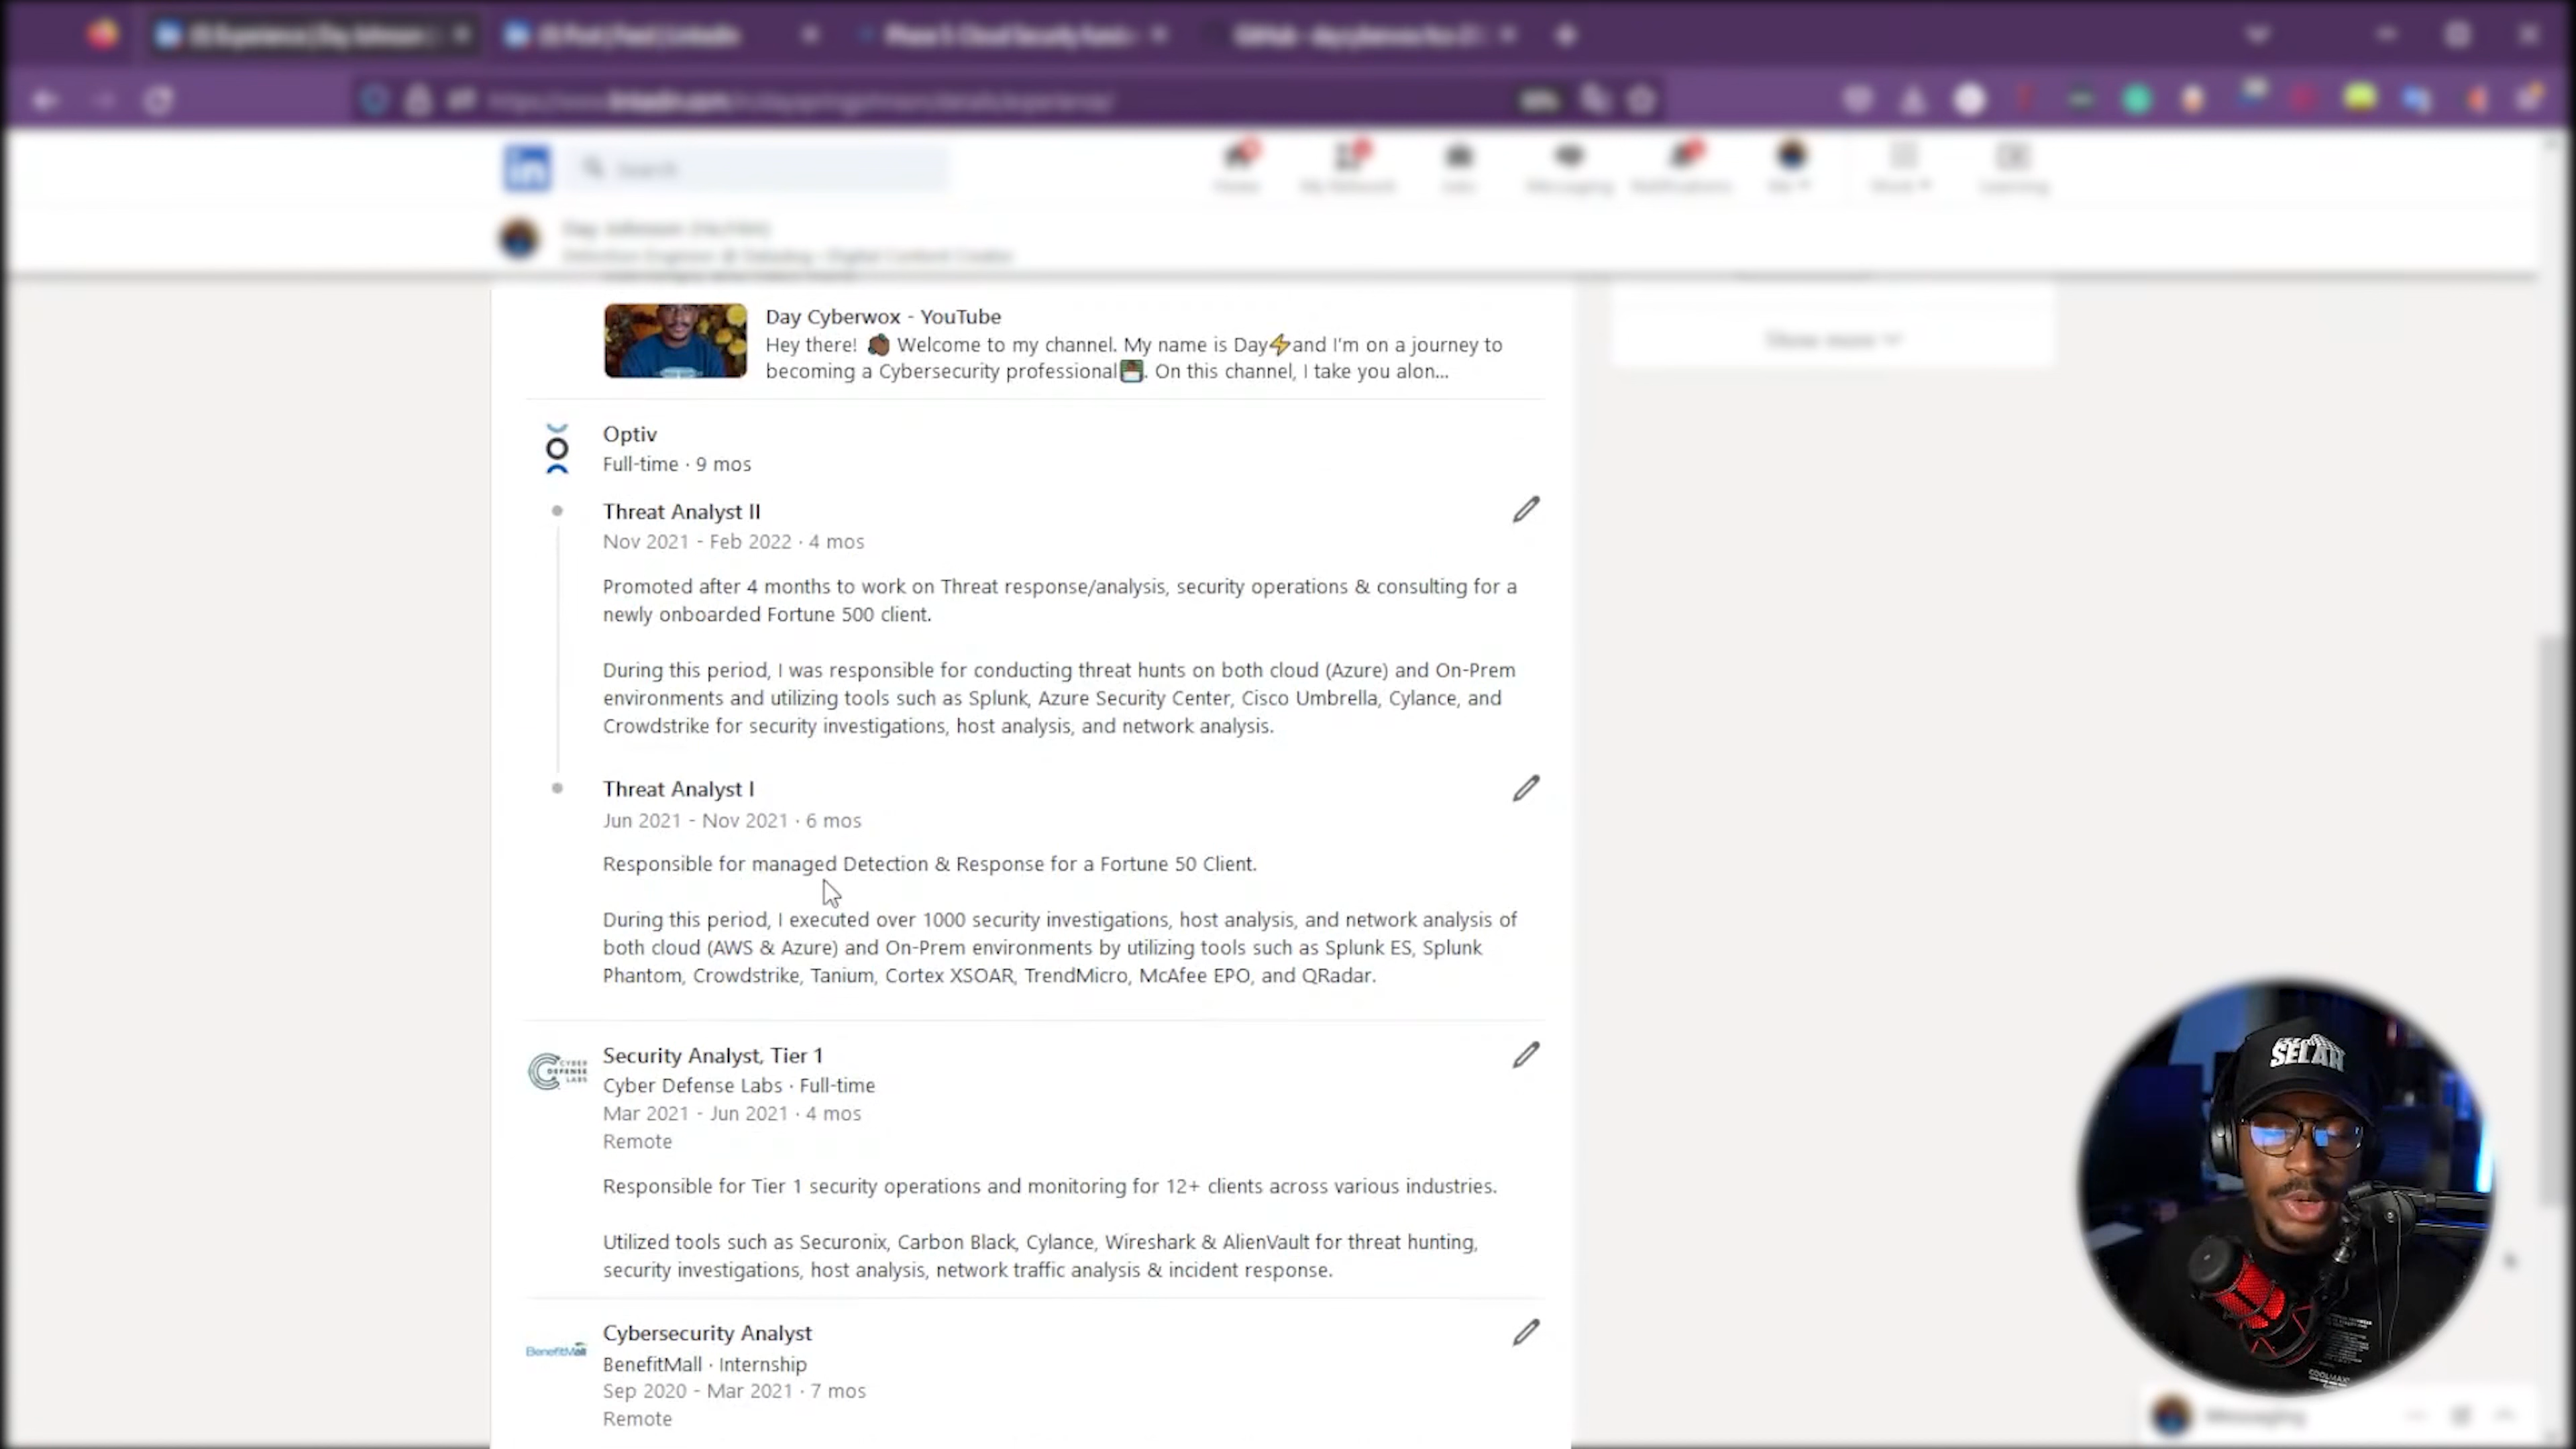 Search
Day Cyberwox - YouTube
Hey there! Welcome to my channel. My name is Day⚡and I'm on a journey to
becoming a Cybersecurity professional. On this channel, I take you alon...
Show more
Optiv
Full-time · 9 mos
Threat Analyst II
Nov 2021 - Feb 2022 · 4 mos
Promoted after 4 months to work on Threat response/analysis, security operations & consulting for a
newly onboarded Fortune 500 client.
During this period, I was responsible for conducting threat hunts on both cloud (Azure) and On-Prem
environments and utilizing tools such as Splunk, Azure Security Center, Cisco Umbrella, Cylance, and
Crowdstrike for security investigations, host analysis, and network analysis.
Threat Analyst I
Jun 2021 - Nov 2021 · 6 mos
Responsible for managed Detection & Response for a Fortune 50 Client.
During this period, I executed over 1000 security investigations, host analysis, and network analysis of
both cloud (AWS & Azure) and On-Prem environments by utilizing tools such as Splunk ES, Splunk
Phantom, Crowdstrike, Tanium, Cortex XSOAR, TrendMicro, McAfee EPO, and QRadar.
CYBER
DEFENSE
LABS
Security Analyst, Tier 1
Cyber Defense Labs · Full-time
Mar 2021 - Jun 2021 · 4 mos
Remote
Responsible for Tier 1 security operations and monitoring for 12+ clients across various industries.
Utilized tools such as Securonix, Carbon Black, Cylance, Wireshark & AlienVault for threat hunting,
security investigations, host analysis, network traffic analysis & incident response.
BenefitMall
Cybersecurity Analyst
BenefitMall · Internship
Sep 2020 - Mar 2021 · 7 mos
Remote
SELAH
Messaging